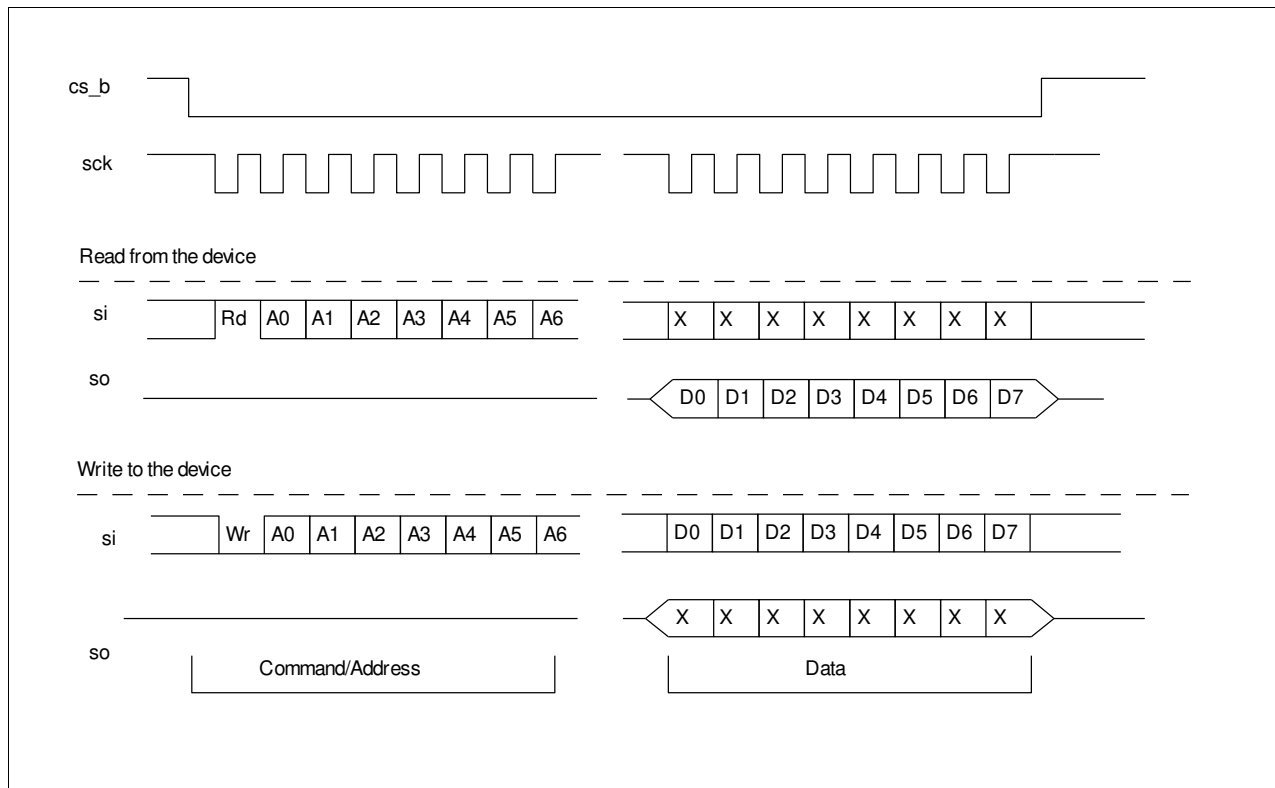 cs_b
sck
Read from the device
si Rd A0 A1 A2 A3 A4 A5 A6 X X X X X X X X
so D0 D1 D2 D3 D4 D5 D6 D7
Write to the device
si Wr A0 A1 A2 A3 A4 A5 A6 D0 D1 D2 D3 D4 D5 D6 D7
so X X X X X X X X
Command/Address Data